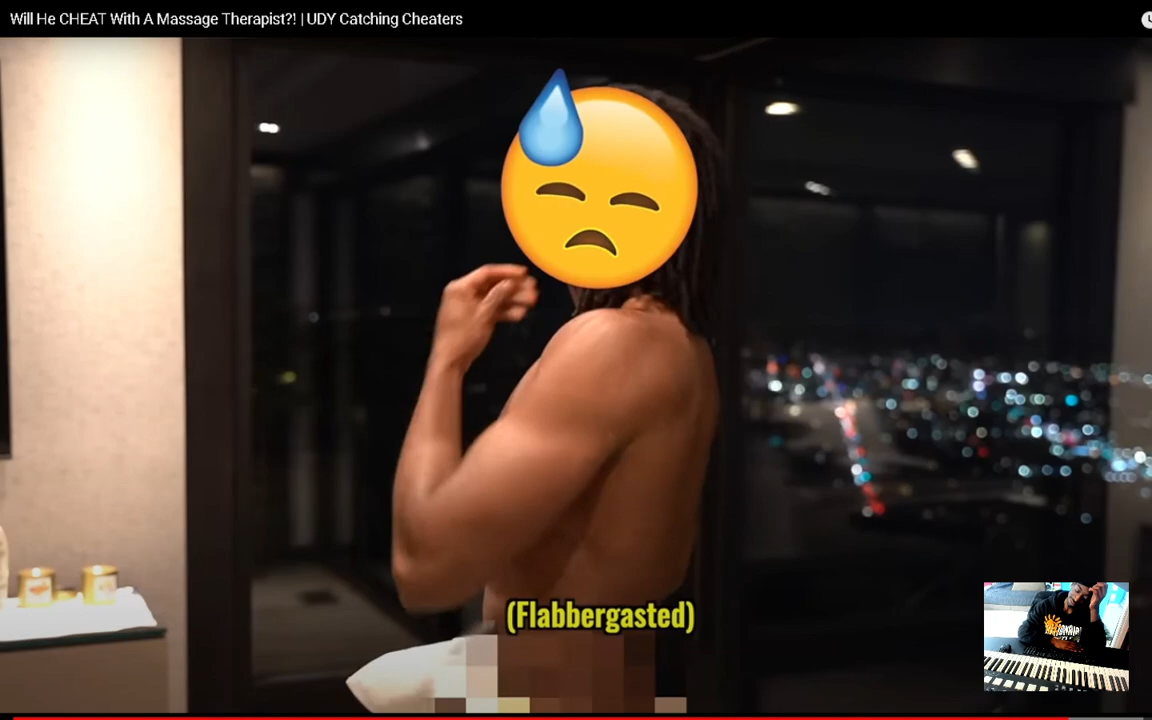 Will He CHEAT With A Massage Therapist?! | UDY Catching Cheaters
(Flabbergasted)